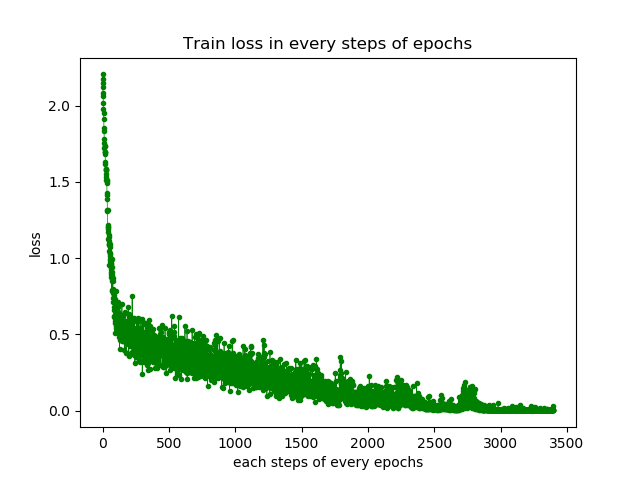 Train loss in every steps of epochs
2.0
1.5
1.0
0.5
0.0
loss
0 500 1000 1500 2000 2500 3000 3500
each steps of every epochs